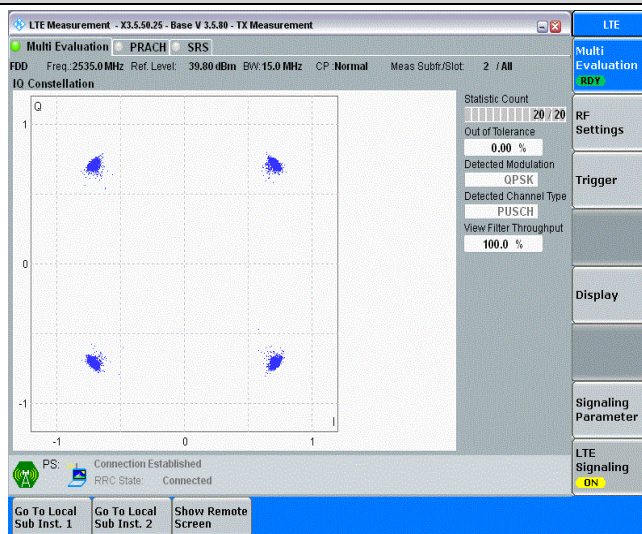 LTE Measurement - X3.5.50.25 - Base V 3.5.80 - TX Measurement
LTE
Multi Evaluation PRACH SRS
Multi
Evaluation
RDY
FDD Freq.:2535.0 MHz Ref. Level: 39.80 dBm BW:15.0 MHz CP :Normal Meas Subfr./Slot: 2 / All
IQ Constellation
Q
1
0
-1
-1 0 1
I
Statistic Count
20 / 20
Out of Tolerance
0.00 %
Detected Modulation
QPSK
Detected Channel Type
PUSCH
View Filter Throughput
100.0 %
RF
Settings
Trigger
Display
Signaling
Parameter
LTE
Signaling
ON
PS: Connection Established
RRC State: Connected
Go To Local
Sub Inst. 1
Go To Local
Sub Inst. 2
Show Remote
Screen